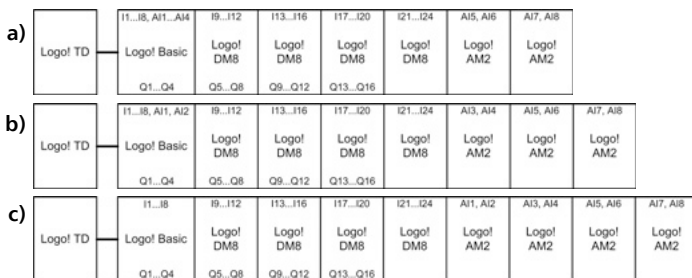 a)
Logo! TD
I1...I8, AI1...AI4
Logo! Basic
Q1...Q4
I9...I12
Logo!
DM8
Q5...Q8
I13...I16
Logo!
DM8
Q9...Q12
I17...I20
Logo!
DM8
Q13...Q16
I21...I24
Logo!
DM8
AI5, AI6
Logo!
AM2
AI7, AI8
Logo!
AM2
b)
Logo! TD
I1...I8, AI1, AI2
Logo! Basic
Q1...Q4
I9...I12
Logo!
DM8
Q5...Q8
I13...I16
Logo!
DM8
Q9...Q12
I17...I20
Logo!
DM8
Q13...Q16
I21...I24
Logo!
DM8
AI3, AI4
Logo!
AM2
AI5, AI6
Logo!
AM2
AI7, AI8
Logo!
AM2
c)
Logo! TD
I1...I8
Logo! Basic
Q1...Q4
I9...I12
Logo!
DM8
Q5...Q8
I13...I16
Logo!
DM8
Q9...Q12
I17...I20
Logo!
DM8
Q13...Q16
I21...I24
Logo!
DM8
AI1, AI2
Logo!
AM2
AI3, AI4
Logo!
AM2
AI5, AI6
Logo!
AM2
AI7, AI8
Logo!
AM2